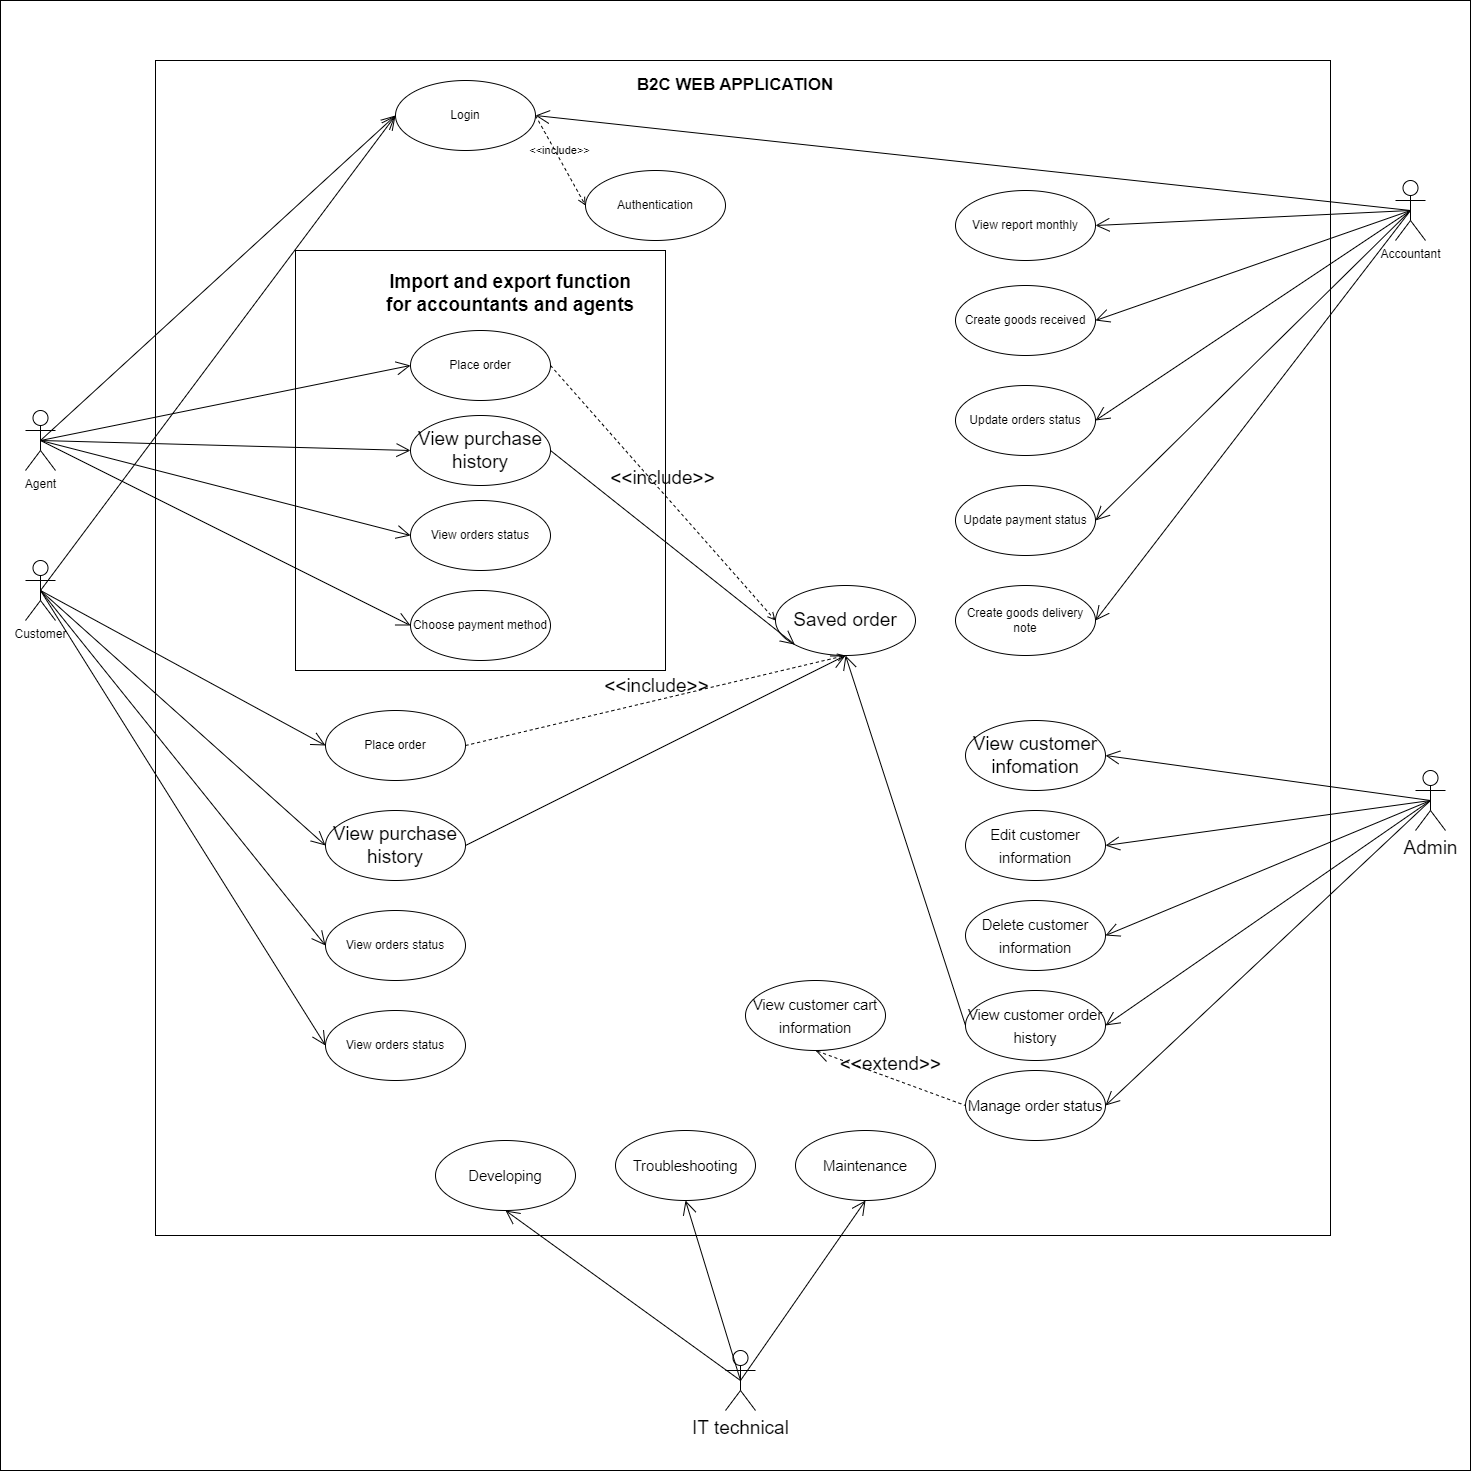 B2C WEB APPLICATION
Login
<<include>>
Authentication
View report monthly
Accountant
Import and export function
for accountants and agents
Create goods received
Place order
Update orders status
View purchase
history
Agent
<<include>>
Update payment status
View orders status
Customer
Choose payment method
Saved order
Create goods delivery
note
<<include>>
Place order
View customer
infomation
View purchase
history
Edit customer
information
Admin
View orders status
Delete customer
information
View customer cart
information
View customer order
history
View orders status
<<extend>>
Manage order status
Developing
Troubleshooting
Maintenance
IT technical